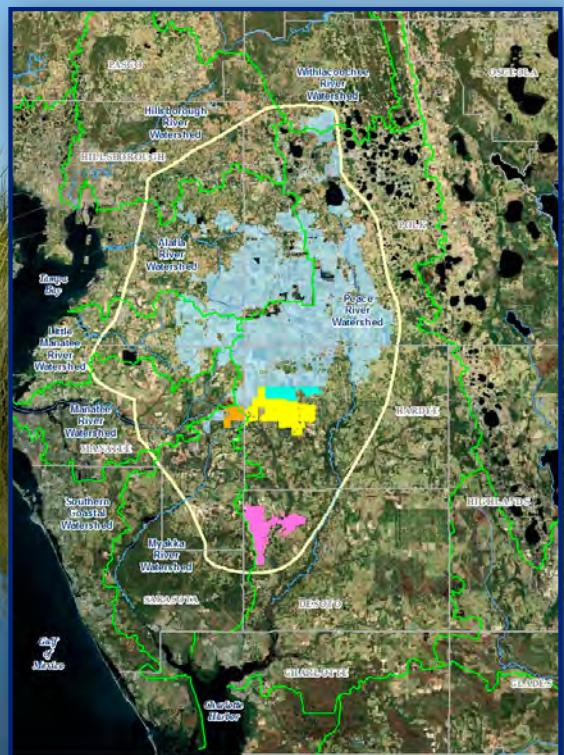 PASCO
Withlacoochee
River
Watershed
OSCEOLA
Hillsborough
River
Watershed
HILLSBOROUGH
POLK
Alafia
River
Watershed
Tampa
Bay
Peace
River
Watershed
Little
Manatee
River
Watershed
Manatee
River
Watershed
HARDEE
MANATEE
Southern
Coastal
Watershed
HIGHLANDS
Myakka
River
Watershed
SARASOTA
DESOTO
Gulf
of
Mexico
CHARLOTTE
GLADES
Charlotte
Harbor